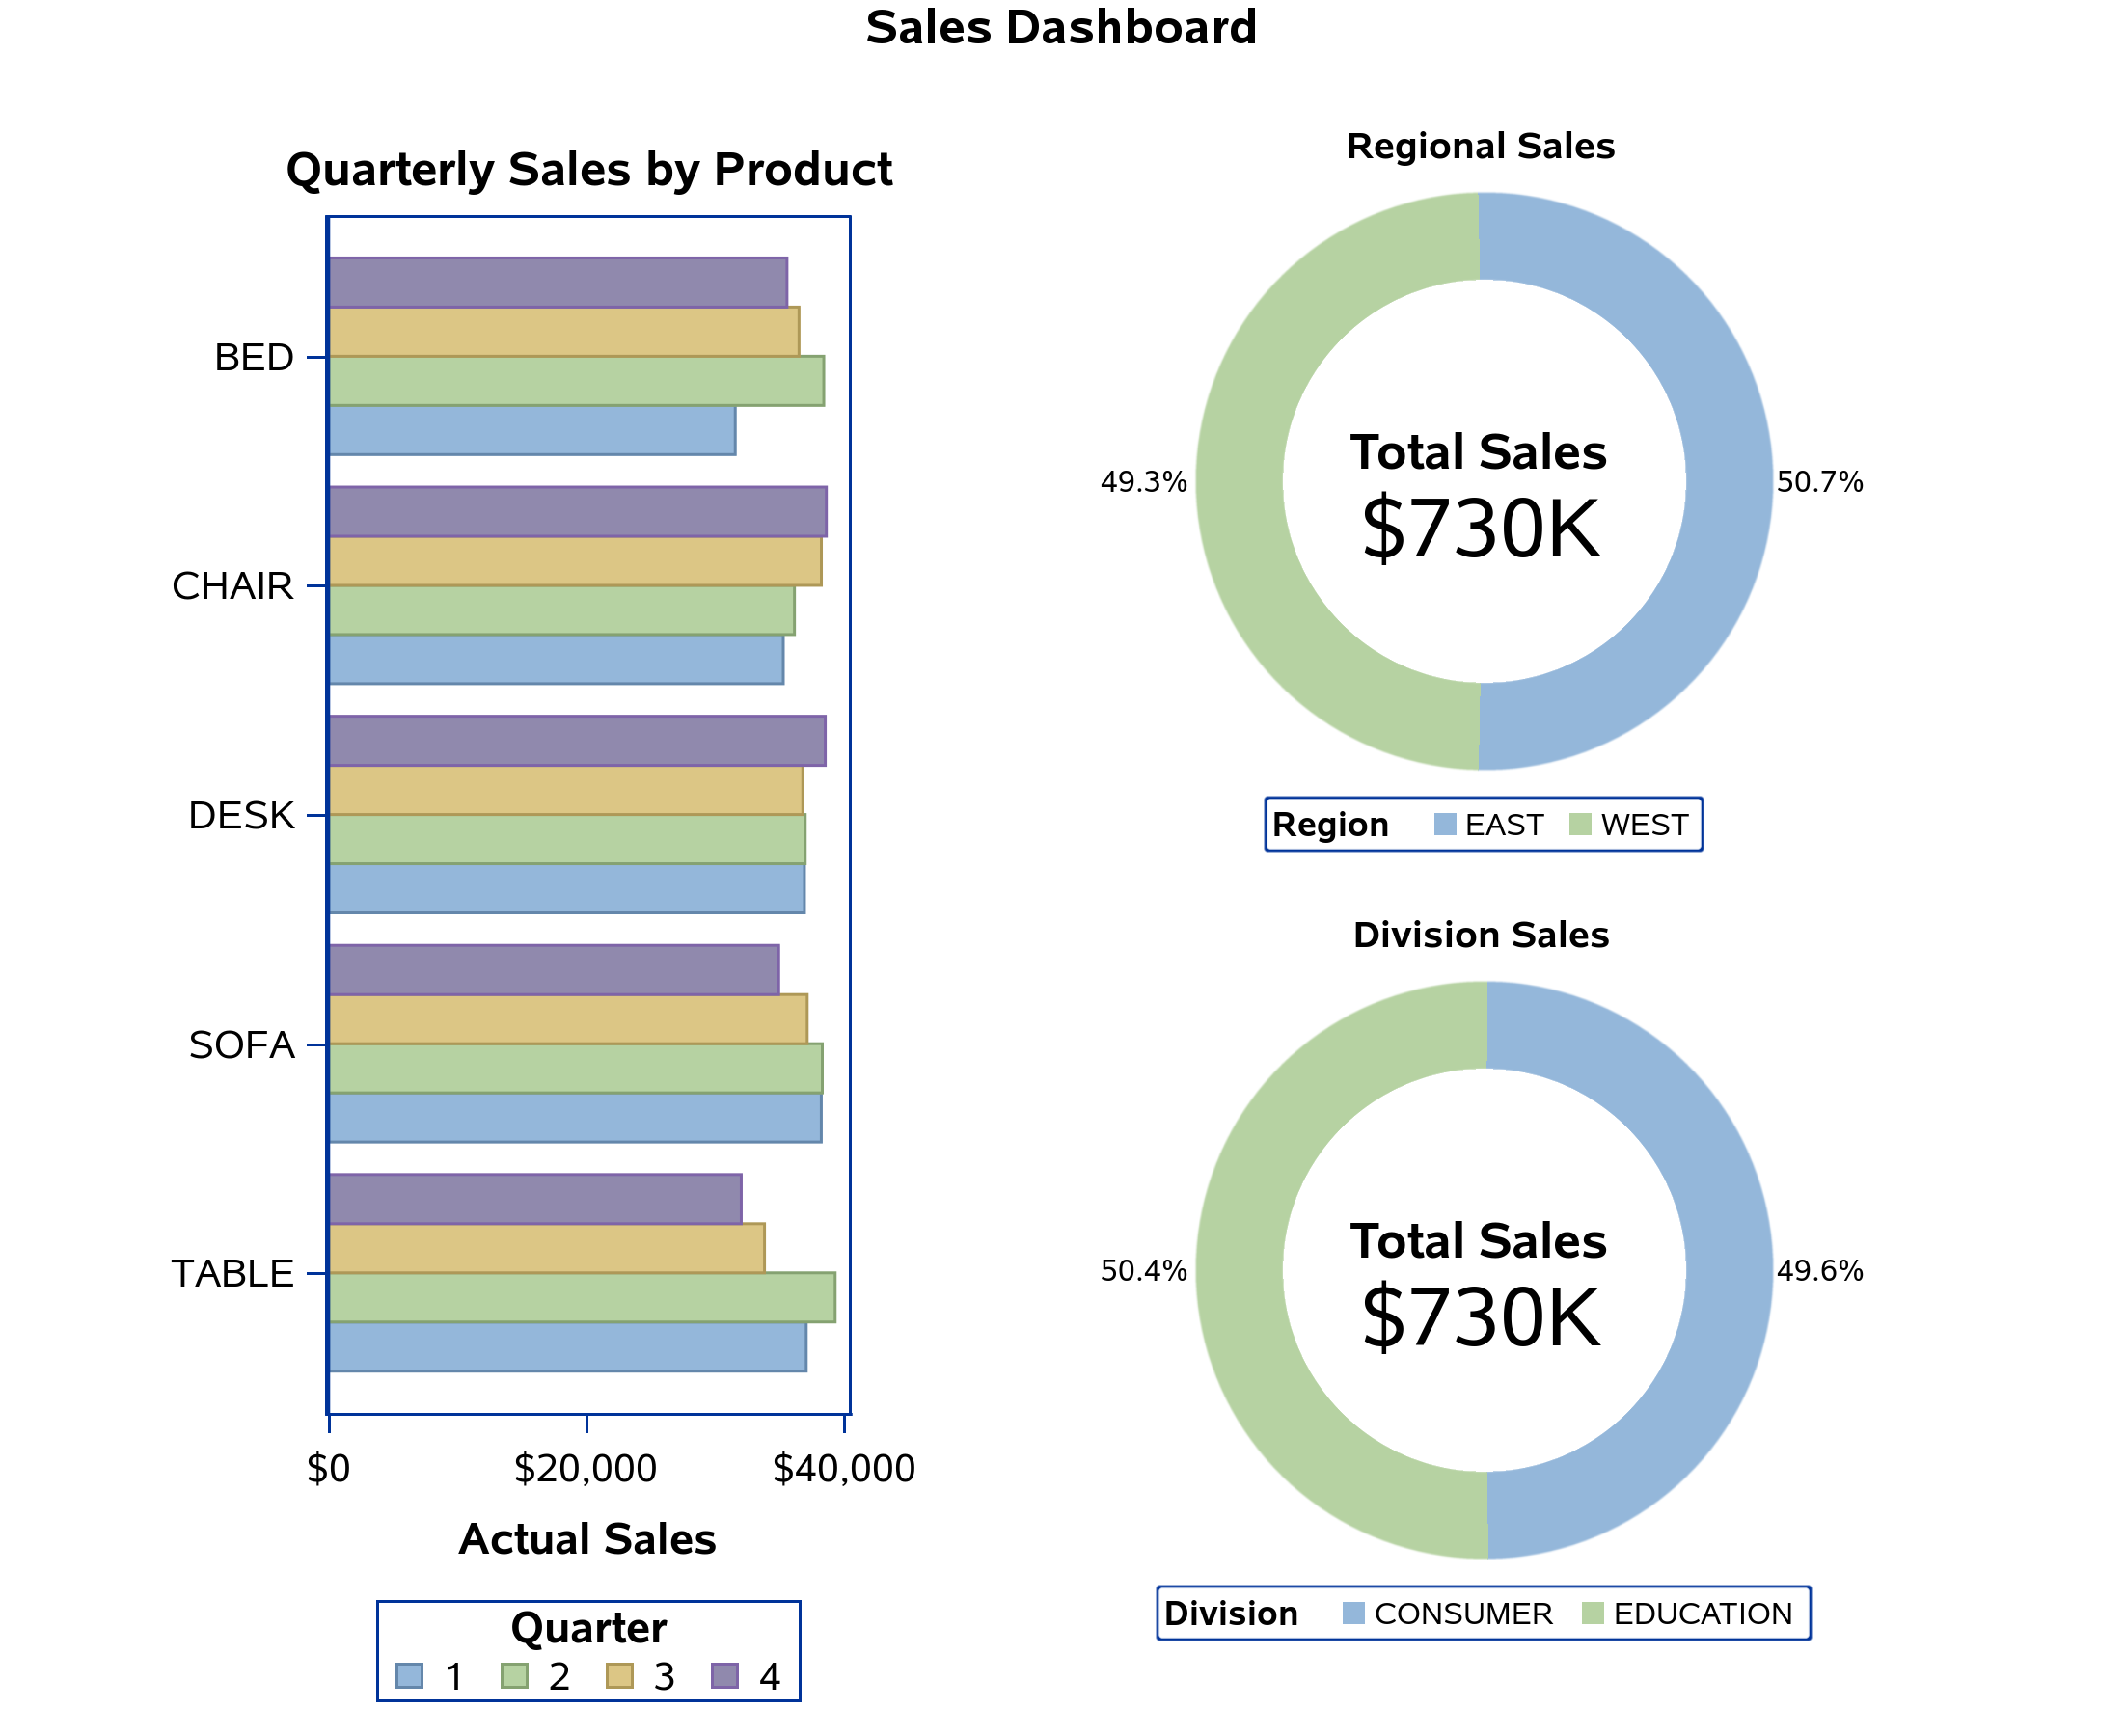 Sales Dashboard
Quarterly Sales by Product
BED
CHAIR
DESK
SOFA
TABLE
$0 $20,000 $40,000
Actual Sales
Quarter
1 2 3 4
Regional Sales
49.3% 50.7%
Total Sales
$730K
Region EAST WEST
Division Sales
50.4% 49.6%
Total Sales
$730K
Division CONSUMER EDUCATION